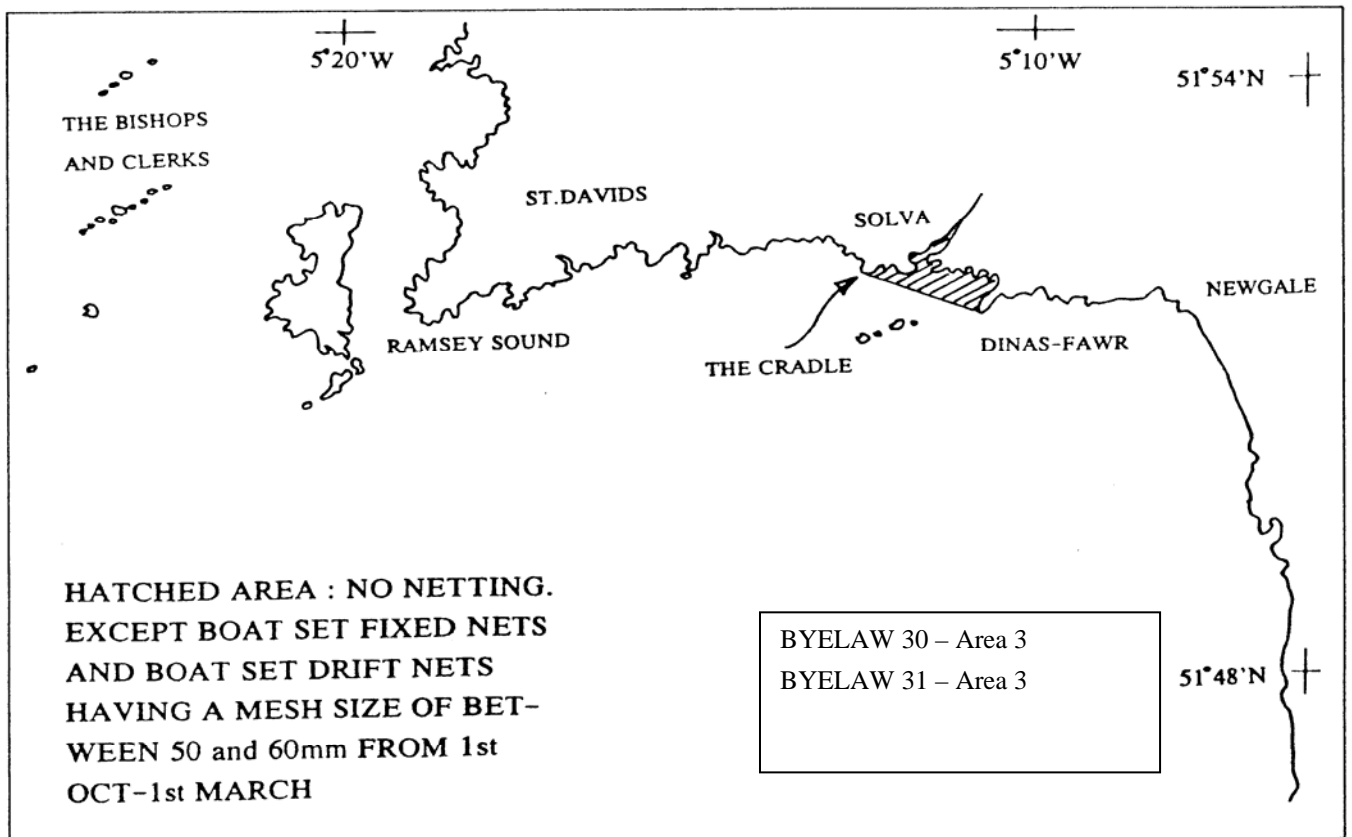 5°20'W
5°10'W
51°54'N
THE BISHOPS
AND CLERKS
ST.DAVIDS
SOLVA
NEWGALE
RAMSEY SOUND
THE CRADLE
DINAS-FAWR
HATCHED AREA : NO NETTING.
EXCEPT BOAT SET FIXED NETS
AND BOAT SET DRIFT NETS
HAVING A MESH SIZE OF BET-
WEEN 50 and 60mm FROM 1st
OCT-1st MARCH
BYELAW 30 – Area 3
BYELAW 31 – Area 3
51°48'N